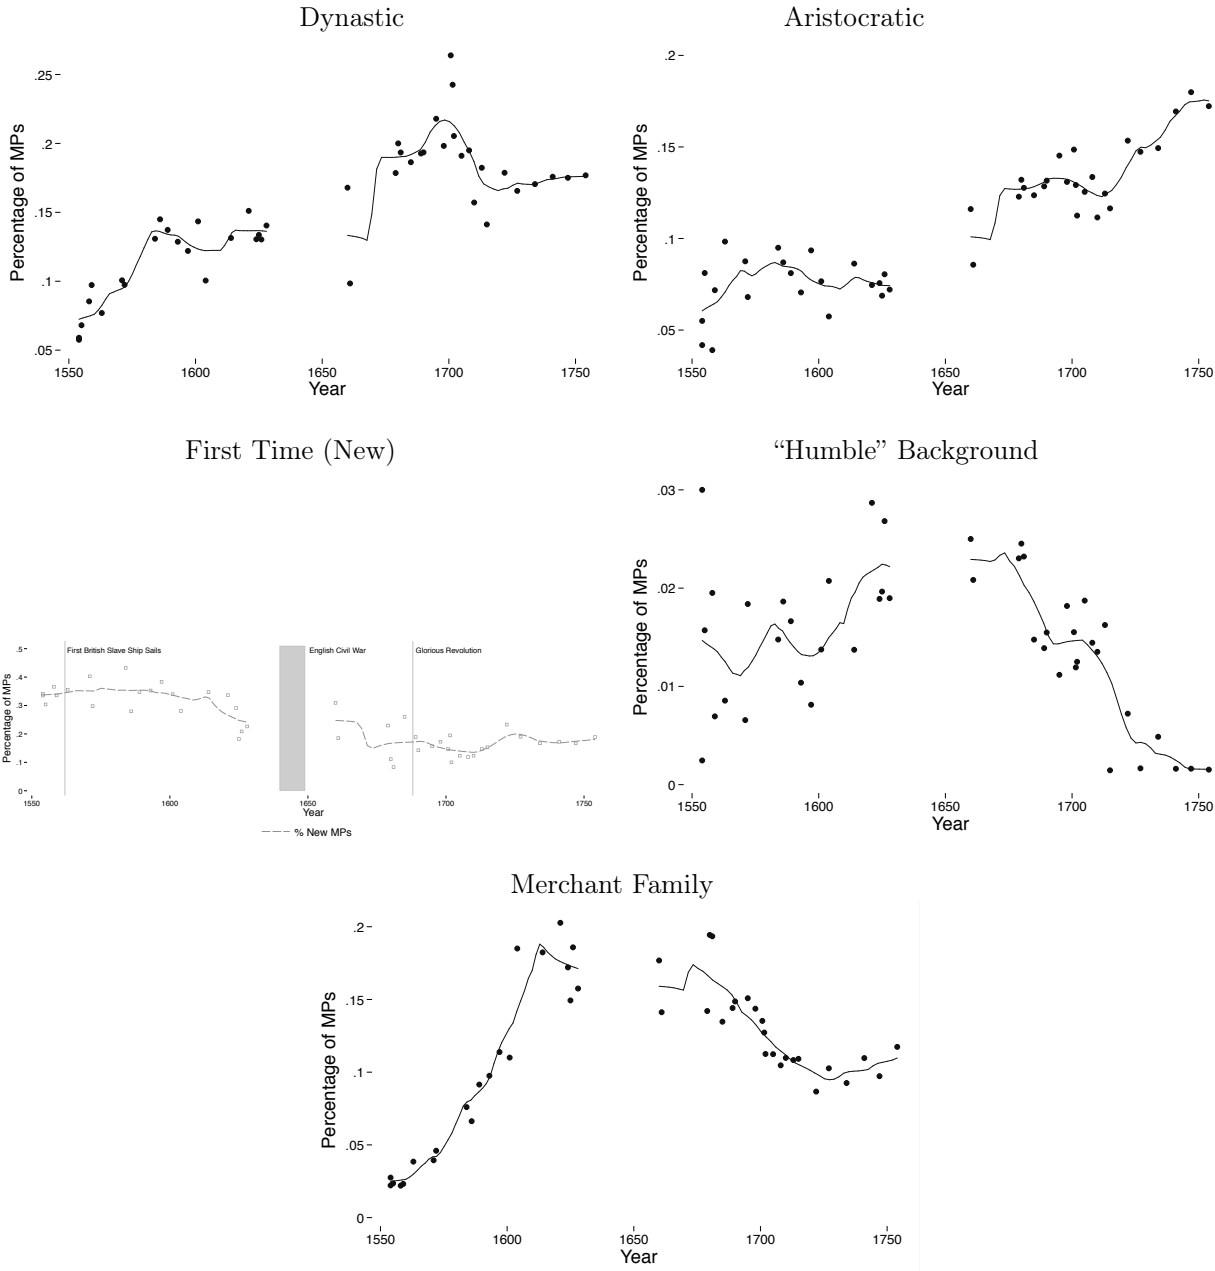 Dynastic
Aristocratic
.25
.2
.15
.1
.05
Percentage of MPs
1550 1600 1650 1700 1750
Year
.2
.15
.1
.05
Percentage of MPs
1550 1600 1650 1700 1750
Year
First Time (New)
“Humble” Background
.5
.4
.3
.2
.1
0
Percentage of MPs
First British Slave Ship Sails
English Civil War
Glorious Revolution
1550 1600 1650 1700 1750
Year
% New MPs
.03
.02
.01
0
Percentage of MPs
1550 1600 1650 1700 1750
Year
Merchant Family
.2
.15
.1
.05
0
Percentage of MPs
1550 1600 1650 1700 1750
Year